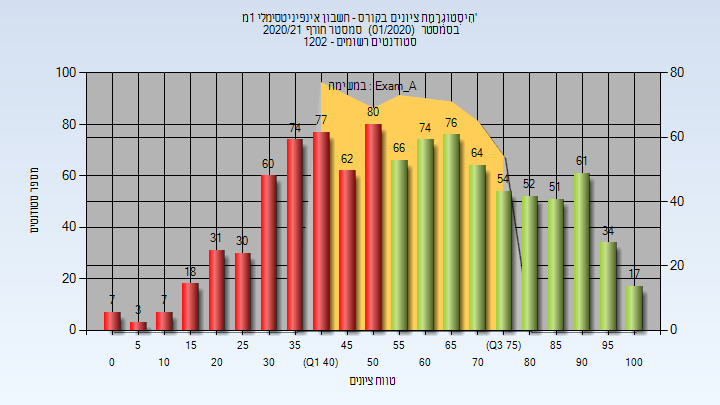 היסטוגרמת ציונים בקורס - חשבון אינפיניטסימלי 1מ'
בסמסטר (01/2020) סמסטר חורף 2020/21
סטודנטים רשומים - 1202
במשימה : Exam_A
100 80 60 40 20 0
מספר סטודנטים
80 60 40 20 0
7 3 7 18 31 30 60 74 77 62 80 66 74 76 64 54 52 51 61 34 17
5 15 25 35 45 55 65 (Q3 75) 85 95
0 10 20 30 (Q1 40) 50 60 70 80 90 100
טווח ציונים